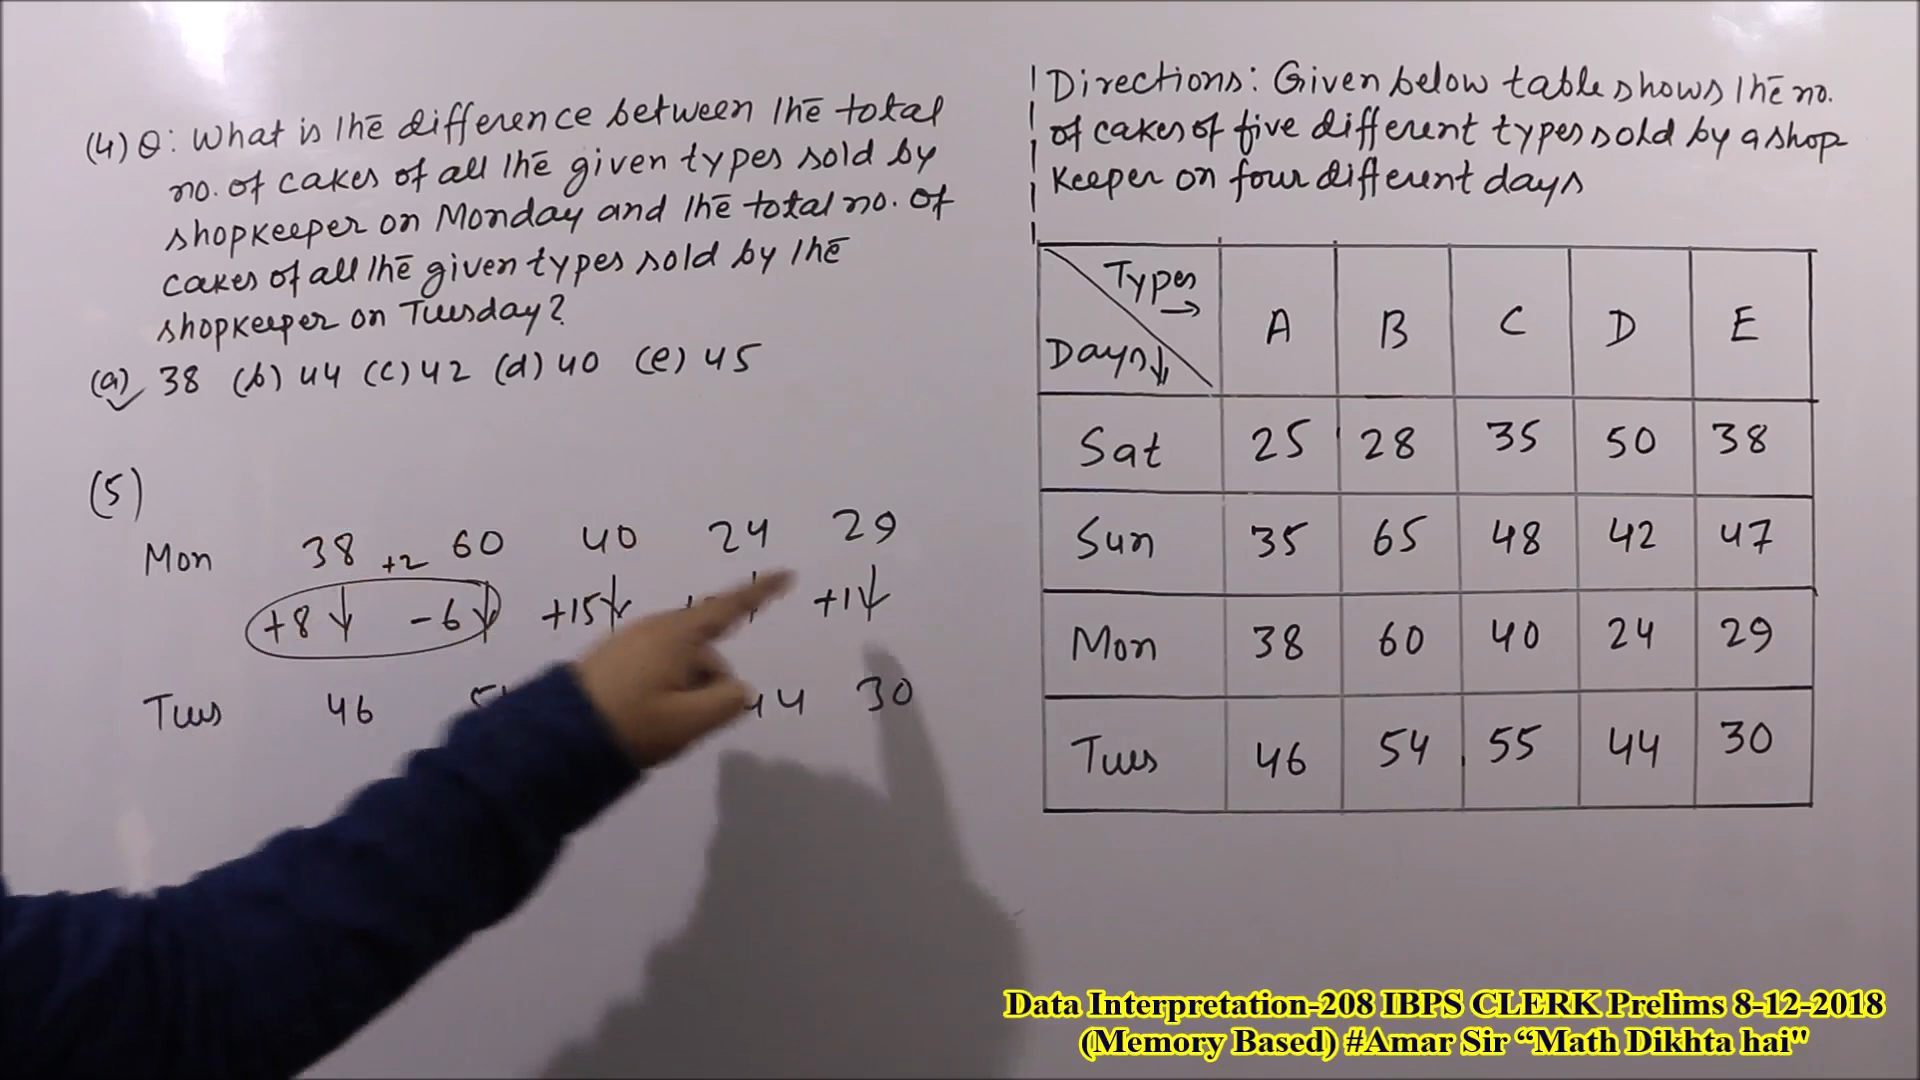 (4) Q: What is the difference between the total
no. of cakes of all the given types sold by
shopkeeper on Monday and the total no. of
cakes of all the given types sold by the
shopkeeper on Tuesday?
(a) 38 (b) 44 (c) 42 (d) 40 (e) 45
(5)
Mon 38 +2 60 40 24 29
+8↓ -6↓ +15↓ +1↓
Tues 46 44 30
Directions: Given below table shows the no.
of cakes of five different types sold by a shop
keeper on four different days
Types → Days↓ A B C D E
Sat 25 28 35 50 38
Sun 35 65 48 42 47
Mon 38 60 40 24 29
Tues 46 54 55 44 30
Data Interpretation-208 IBPS CLERK Prelims 8-12-2018
(Memory Based) #Amar Sir “Math Dikhta hai"